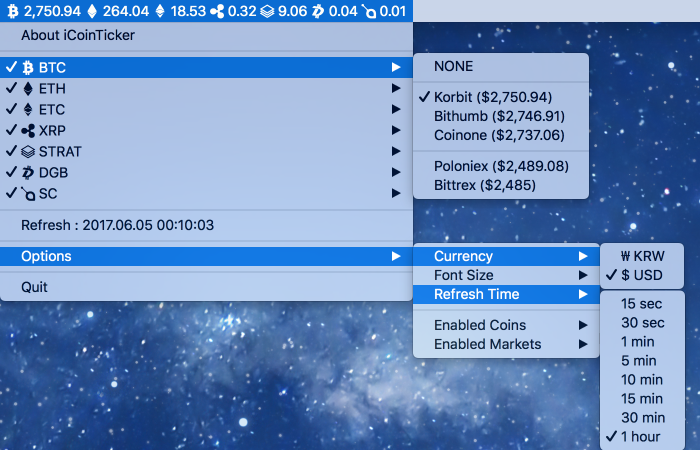 2,750.94 264.04 18.53 0.32 9.06 0.04 0.01
About iCoinTicker
BTC
ETH
ETC
XRP
STRAT
DGB
SC
Refresh : 2017.06.05 00:10:03
Options
Quit
NONE
Korbit ($2,750.94)
Bithumb ($2,746.91)
Coinone ($2,737.06)
Poloniex ($2,489.08)
Bittrex ($2,485)
Currency
Font Size
Refresh Time
Enabled Coins
Enabled Markets
₩ KRW
$ USD
15 sec
30 sec
1 min
5 min
10 min
15 min
30 min
1 hour